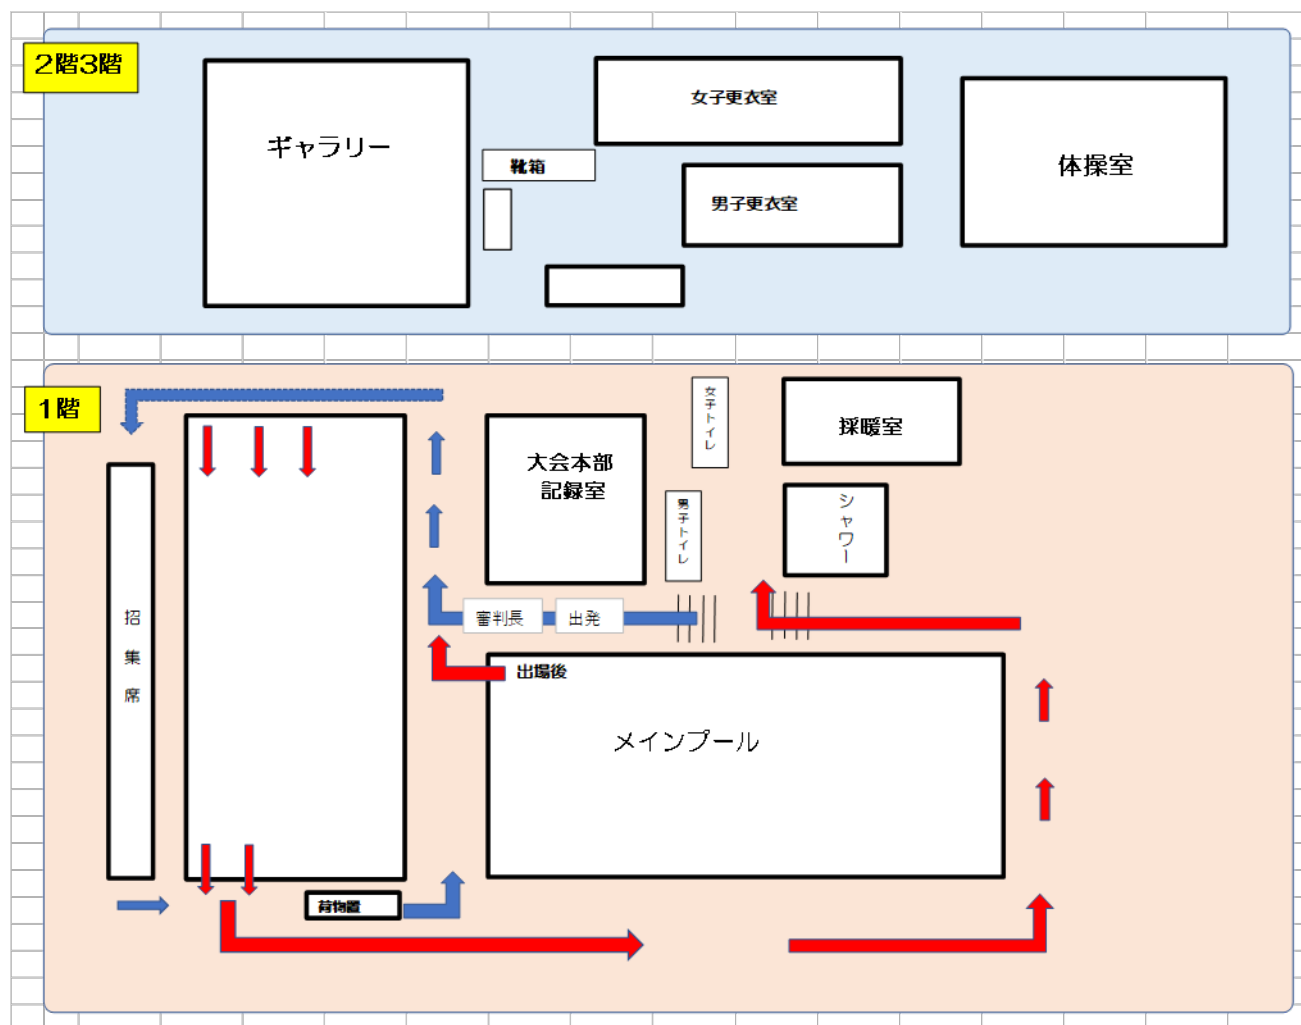 ２階３階
ギャラリー
女子更衣室
靴箱
男子更衣室
体操室
１階
女子トイレ
採暖室
大会本部
記録室
男子トイレ
シャワー
招集席
審判長
出発
出場後
メインプール
荷物置